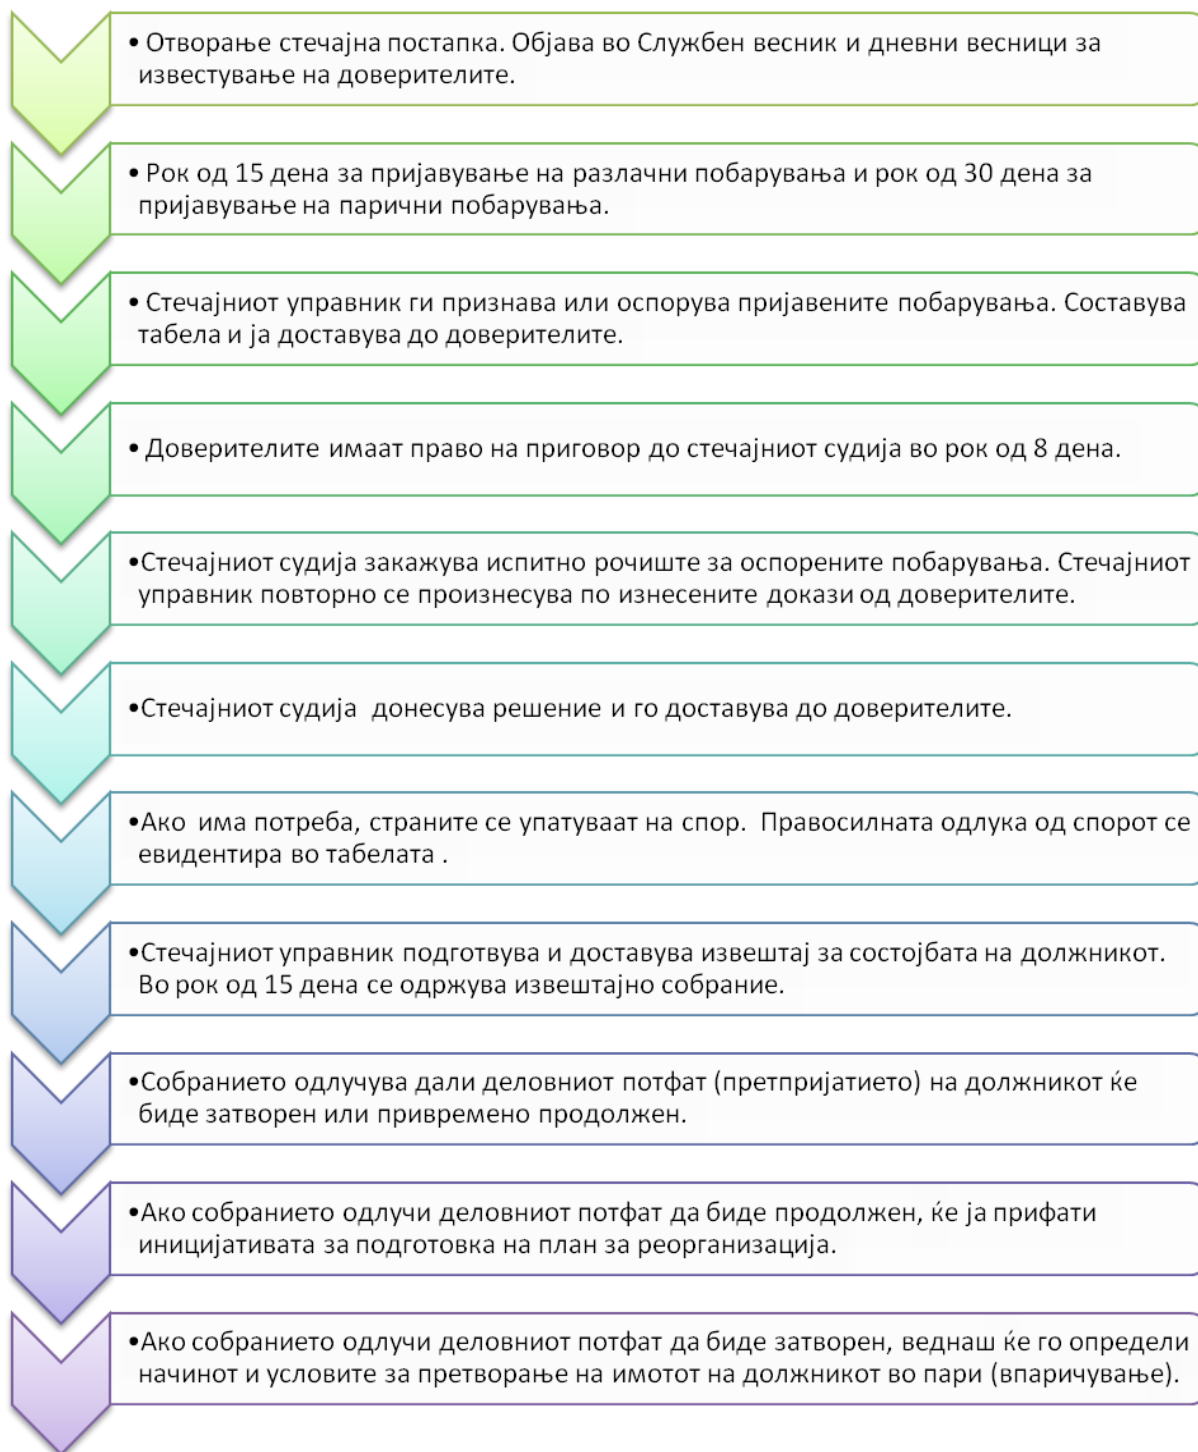 • Отворање стечајна постапка. Објава во Службен весник и дневни весници за
известување на доверителите.
• Рок од 15 дена за пријавување на разлачни побарувања и рок од 30 дена за
пријавување на парични побарувања.
• Стечајниот управник ги признава или оспорува пријавените побарувања. Составува
табела и ја доставува до доверителите.
• Доверителите имаат право на приговор до стечајниот судија во рок од 8 дена.
•Стечајниот судија закажува испитно рочиште за оспорените побарувања. Стечајниот
управник повторно се произнесува по изнесените докази од доверителите.
•Стечајниот судија  донесува решение и го доставува до доверителите.
•Ако  има потреба, страните се упатуваат на спор.  Правосилната одлука од спорот се
евидентира во табелата .
•Стечајниот управник подготвува и доставува извештај за состојбата на должникот.
Во рок од 15 дена се одржува извештајно собрание.
•Собранието одлучува дали деловниот потфат (претпријатието) на должникот ќе
биде затворен или привремено продолжен.
•Ако собранието одлучи деловниот потфат да биде продолжен, ќе ја прифати
иницијативата за подготовка на план за реорганизација.
•Ако собранието одлучи деловниот потфат да биде затворен, веднаш ќе го определи
начинот и условите за претворање на имотот на должникот во пари (впаричување).